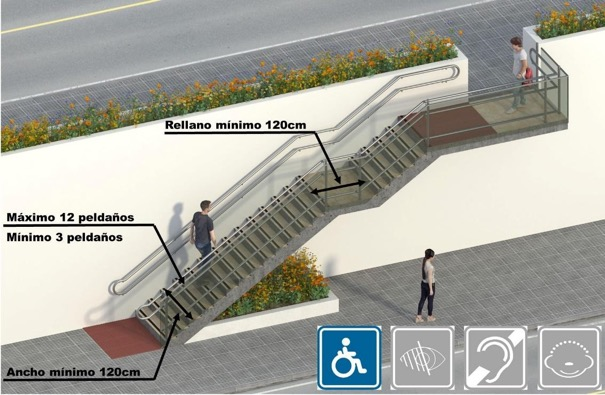 Rellano mínimo 120cm
Máximo 12 peldaños
Mínimo 3 peldaños
Ancho mínimo 120cm